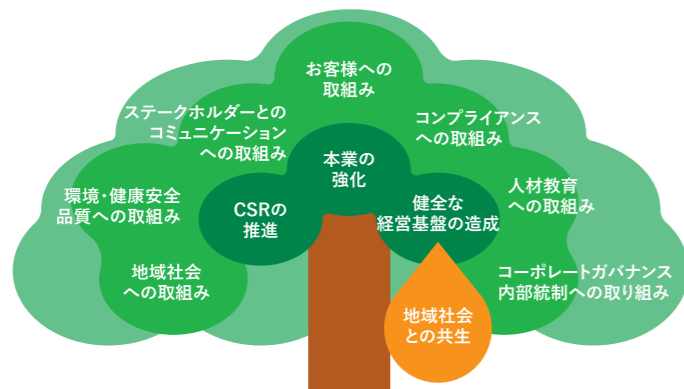 お客様への
取組み
ステークホルダーとの
コミュニケーション
への取組み
コンプライアンス
への取組み
本業の
強化
環境・健康安全
品質への取組み
CSRの
推進
健全な
経営基盤の造成
人材教育
への取組み
地域社会
への取組み
コーポレートガバナンス
内部統制への取り組み
地域社会
との共生